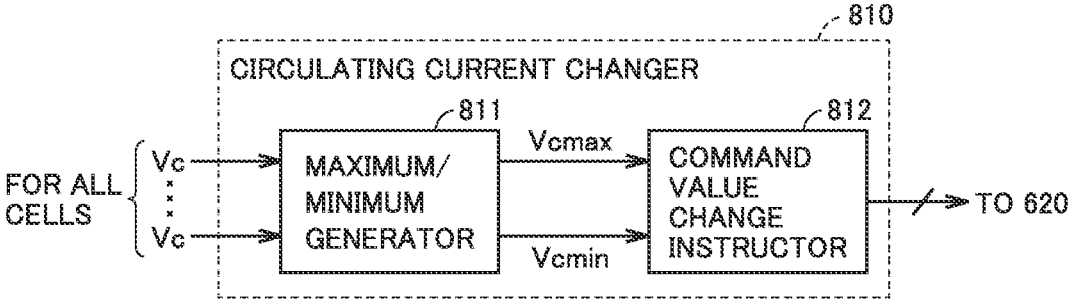 810
CIRCULATING CURRENT CHANGER
811
812
FOR ALL
CELLS
Vc
Vc
MAXIMUM/
MINIMUM
GENERATOR
Vcmax
Vcmin
COMMAND
VALUE
CHANGE
INSTRUCTOR
TO 620